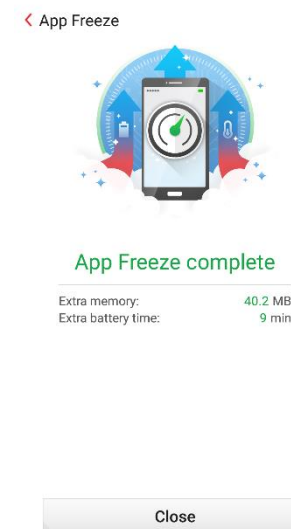 App Freeze
App Freeze complete
Extra memory: 40.2 MB
Extra battery time: 9 min
Close